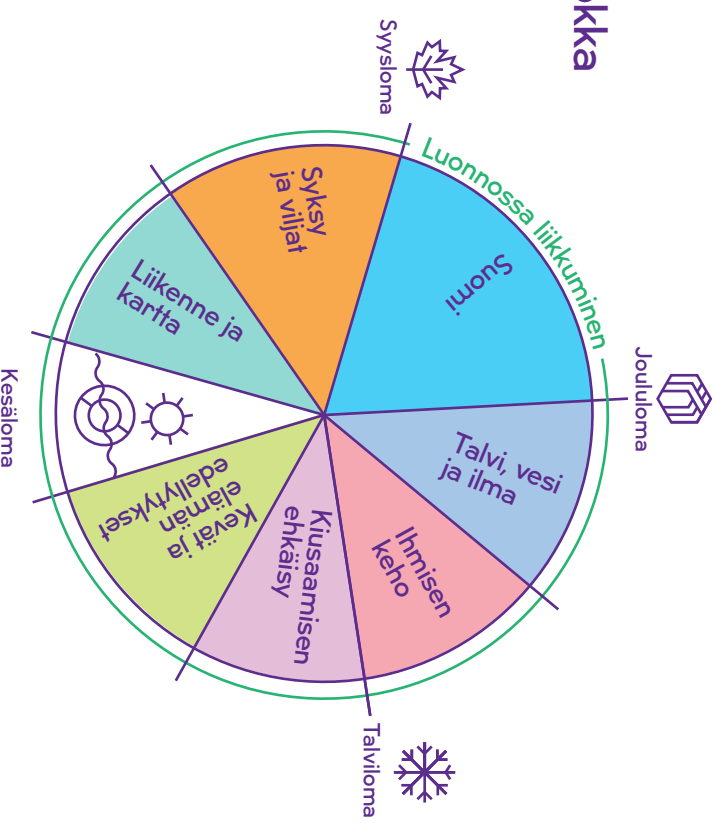 okka
Syysloma
Luonnossa liikkuminen
Suomi
Joululoma
Talvi, vesi
ja ilma
Ihmisen
keho
Talviloma
Kiusaamisen
ehkäisy
Kevät ja
elämän
edellytykset
Kesäloma
Liikenne ja
kartta
Syksy
ja viljat